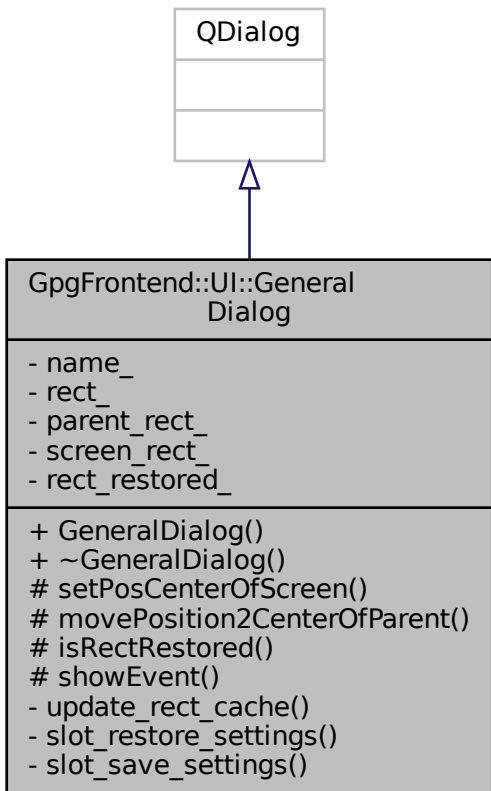 QDialog
GpgFrontend::UI::General
Dialog
- name_
- rect_
- parent_rect_
- screen_rect_
- rect_restored_
+ GeneralDialog()
+ ~GeneralDialog()
# setPosCenterOfScreen()
# movePosition2CenterOfParent()
# isRectRestored()
# showEvent()
- update_rect_cache()
- slot_restore_settings()
- slot_save_settings()